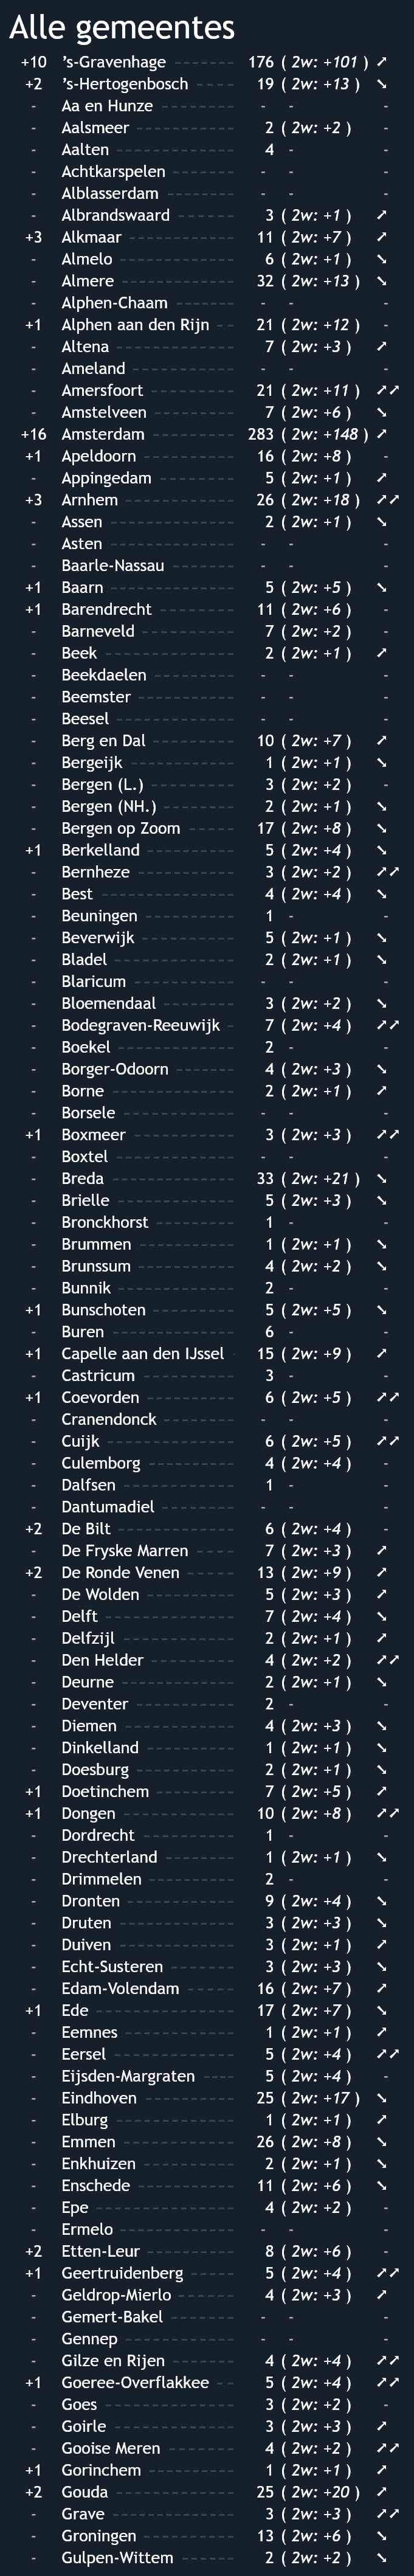 Alle gemeentes
+10 's-Gravenhage 176 ( 2w: +101 ) ↗
+2 's-Hertogenbosch 19 ( 2w: +13 ) ↘
- Aa en Hunze - - -
- Aalsmeer 2 ( 2w: +2 ) -
- Aalten 4 - -
- Achtkarspelen - - -
- Alblasserdam - - -
- Albrandswaard 3 ( 2w: +1 ) ↗
+3 Alkmaar 11 ( 2w: +7 ) ↗
- Almelo 6 ( 2w: +1 ) ↘
- Almere 32 ( 2w: +13 ) ↘
- Alphen-Chaam - - -
+1 Alphen aan den Rijn 21 ( 2w: +12 ) -
- Altena 7 ( 2w: +3 ) ↗
- Ameland - - -
- Amersfoort 21 ( 2w: +11 ) ↗↗
- Amstelveen 7 ( 2w: +6 ) ↘
+16 Amsterdam 283 ( 2w: +148 ) ↗
+1 Apeldoorn 16 ( 2w: +8 ) -
- Appingedam 5 ( 2w: +1 ) ↗
+3 Arnhem 26 ( 2w: +18 ) ↗↗
- Assen 2 ( 2w: +1 ) ↘
- Asten - - -
- Baarle-Nassau - - -
+1 Baarn 5 ( 2w: +5 ) ↘
+1 Barendrecht 11 ( 2w: +6 ) -
- Barneveld 7 ( 2w: +2 ) -
- Beek 2 ( 2w: +1 ) ↗
- Beekdaelen - - -
- Beemster - - -
- Beesel - - -
- Berg en Dal 10 ( 2w: +7 ) ↗
- Bergeijk 1 ( 2w: +1 ) ↘
- Bergen (L.) 3 ( 2w: +2 ) -
- Bergen (NH.) 2 ( 2w: +1 ) ↘
- Bergen op Zoom 17 ( 2w: +8 ) ↘
+1 Berkelland 5 ( 2w: +4 ) ↘
- Bernheze 3 ( 2w: +2 ) ↗↗
- Best 4 ( 2w: +4 ) ↘
- Beuningen 1 - -
- Beverwijk 5 ( 2w: +1 ) ↘
- Bladel 2 ( 2w: +1 ) ↘
- Blaricum - - -
- Bloemendaal 3 ( 2w: +2 ) ↘
- Bodegraven-Reeuwijk 7 ( 2w: +4 ) ↗↗
- Boekel 2 - -
- Borger-Odoorn 4 ( 2w: +3 ) ↘
- Borne 2 ( 2w: +1 ) ↗
- Borsele - - -
+1 Boxmeer 3 ( 2w: +3 ) ↗↗
- Boxtel - - -
- Breda 33 ( 2w: +21 ) ↘
- Brielle 5 ( 2w: +3 ) ↘
- Bronckhorst 1 - -
- Brummen 1 ( 2w: +1 ) ↘
- Brunssum 4 ( 2w: +2 ) ↘
- Bunnik 2 - -
+1 Bunschoten 5 ( 2w: +5 ) ↘
- Buren 6 - -
+1 Capelle aan den IJssel 15 ( 2w: +9 ) ↗
- Castricum 3 - -
+1 Coevorden 6 ( 2w: +5 ) ↗↗
- Cranendonck - - -
- Cuijk 6 ( 2w: +5 ) ↗↗
- Culemborg 4 ( 2w: +4 ) -
- Dalfsen 1 - -
- Dantumadiel - - -
+2 De Bilt 6 ( 2w: +4 ) -
- De Fryske Marren 7 ( 2w: +3 ) ↗
+2 De Ronde Venen 13 ( 2w: +9 ) ↗
- De Wolden 5 ( 2w: +3 ) ↗
- Delft 7 ( 2w: +4 ) ↘
- Delfzijl 2 ( 2w: +1 ) ↗
- Den Helder 4 ( 2w: +2 ) ↗↗
- Deurne 2 ( 2w: +1 ) ↘
- Deventer 2 - -
- Diemen 4 ( 2w: +3 ) ↘
- Dinkelland 1 ( 2w: +1 ) ↘
- Doesburg 2 ( 2w: +1 ) ↘
+1 Doetinchem 7 ( 2w: +5 ) ↗
+1 Dongen 10 ( 2w: +8 ) ↗↗
- Dordrecht 1 - -
- Drechterland 1 ( 2w: +1 ) ↘
- Drimmelen 2 - -
- Dronten 9 ( 2w: +4 ) ↘
- Druten 3 ( 2w: +3 ) ↘
- Duiven 3 ( 2w: +1 ) ↗
- Echt-Susteren 3 ( 2w: +3 ) ↘
- Edam-Volendam 16 ( 2w: +7 ) ↗
+1 Ede 17 ( 2w: +7 ) ↘
- Eemnes 1 ( 2w: +1 ) ↗
- Eersel 5 ( 2w: +4 ) ↗↗
- Eijsden-Margraten 5 ( 2w: +4 ) -
- Eindhoven 25 ( 2w: +17 ) ↘
- Elburg 1 ( 2w: +1 ) ↗
- Emmen 26 ( 2w: +8 ) ↘
- Enkhuizen 2 ( 2w: +1 ) ↘
- Enschede 11 ( 2w: +6 ) ↘
- Epe 4 ( 2w: +2 ) -
- Ermelo - - -
+2 Etten-Leur 8 ( 2w: +6 ) -
+1 Geertruidenberg 5 ( 2w: +4 ) ↗↗
- Geldrop-Mierlo 4 ( 2w: +3 ) ↗
- Gemert-Bakel - - -
- Gennep - - -
- Gilze en Rijen 4 ( 2w: +4 ) ↗↗
+1 Goeree-Overflakkee 5 ( 2w: +4 ) ↗↗
- Goes 3 ( 2w: +2 ) -
- Goirle 3 ( 2w: +3 ) ↗
- Gooise Meren 4 ( 2w: +2 ) ↗↗
+1 Gorinchem 1 ( 2w: +1 ) ↗
+2 Gouda 25 ( 2w: +20 ) ↗
- Grave 3 ( 2w: +3 ) ↗↗
- Groningen 13 ( 2w: +6 ) ↘
- Gulpen-Wittem 2 ( 2w: +2 ) ↘